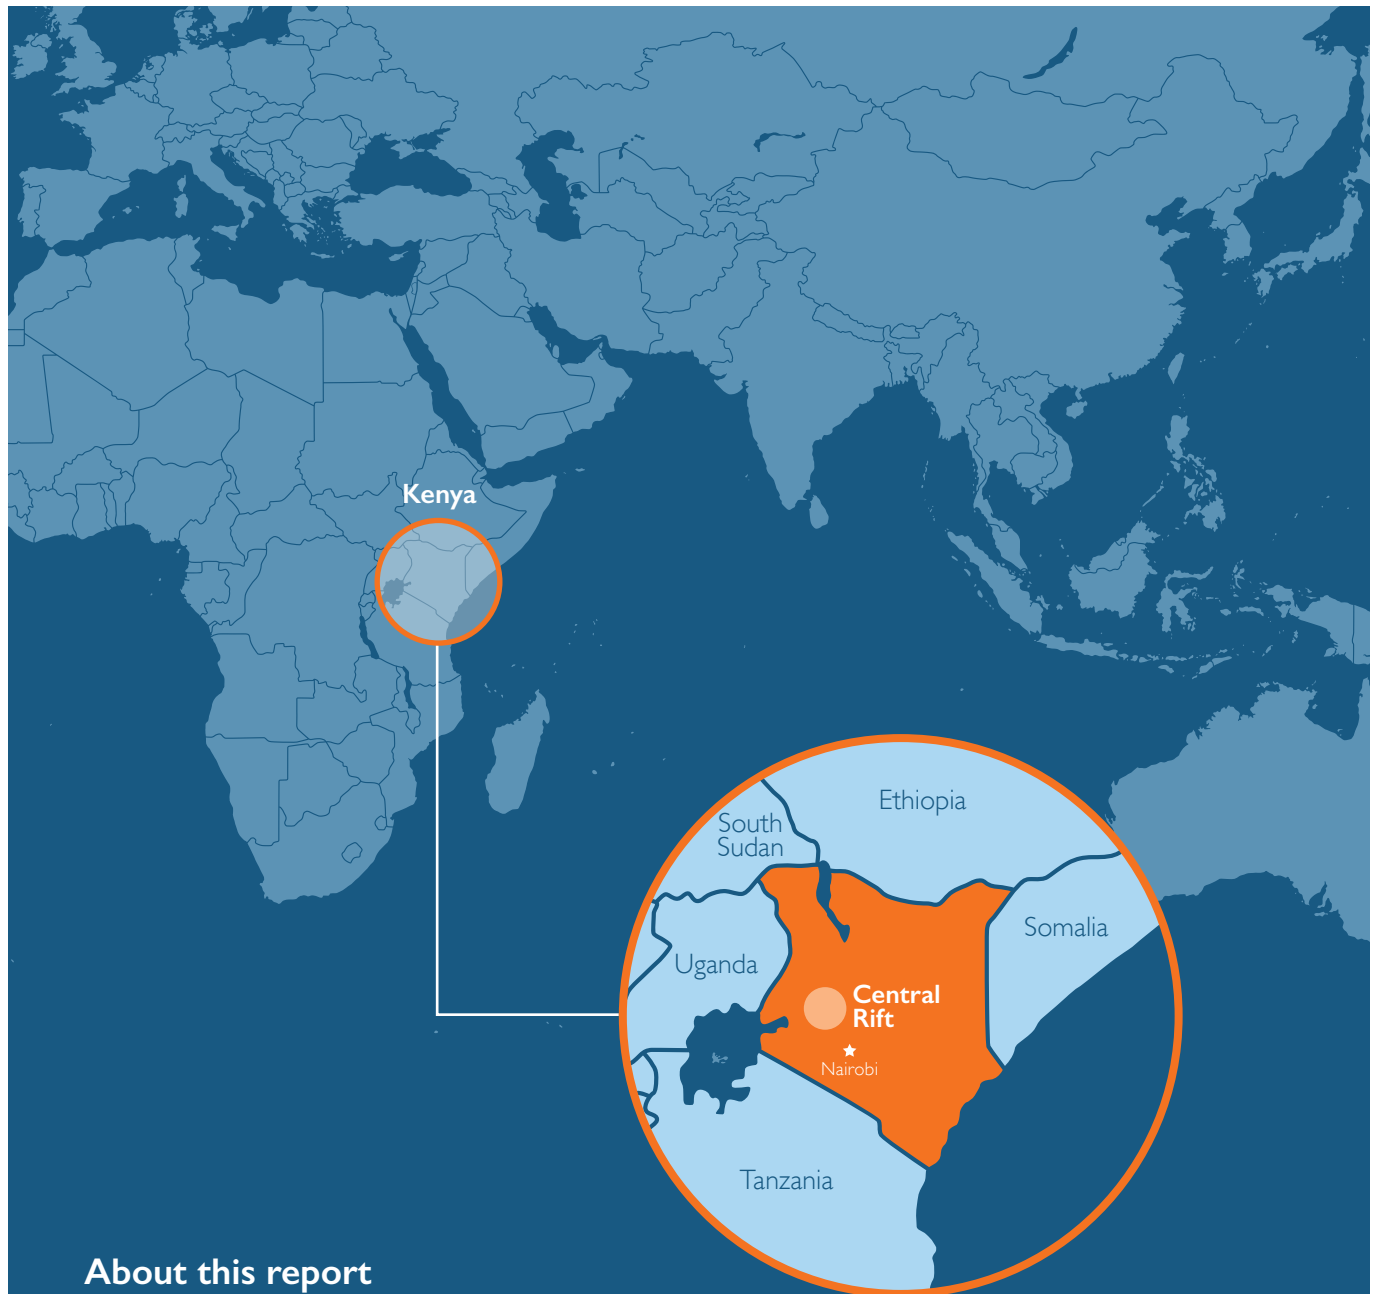 Kenya
Ethiopia
South
Sudan
Somalia
Uganda
Central
Rift
Nairobi
Tanzania
About this report